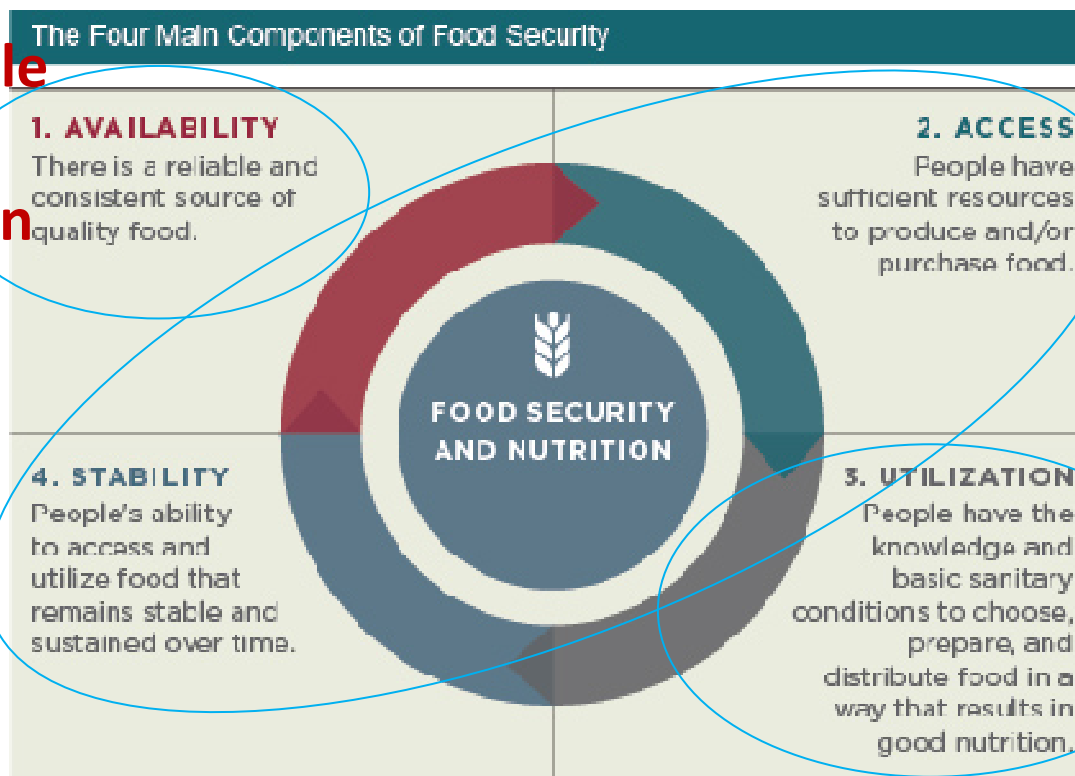 The Four Main Components of Food Security
le
1. AVAILABILITY
There is a reliable and
consistent source of
n
quality food.
2. ACCESS
People have
sufficient resources
to produce and/or
purchase food.
FOOD SECURITY
AND NUTRITION
4. STABILITY
People's ability
to access and
utilize food that
remains stable and
sustained over time.
3. UTILIZATION
People have the
knowledge and
basic sanitary
conditions to choose,
prepare, and
distribute food in a
way that results in
good nutrition.